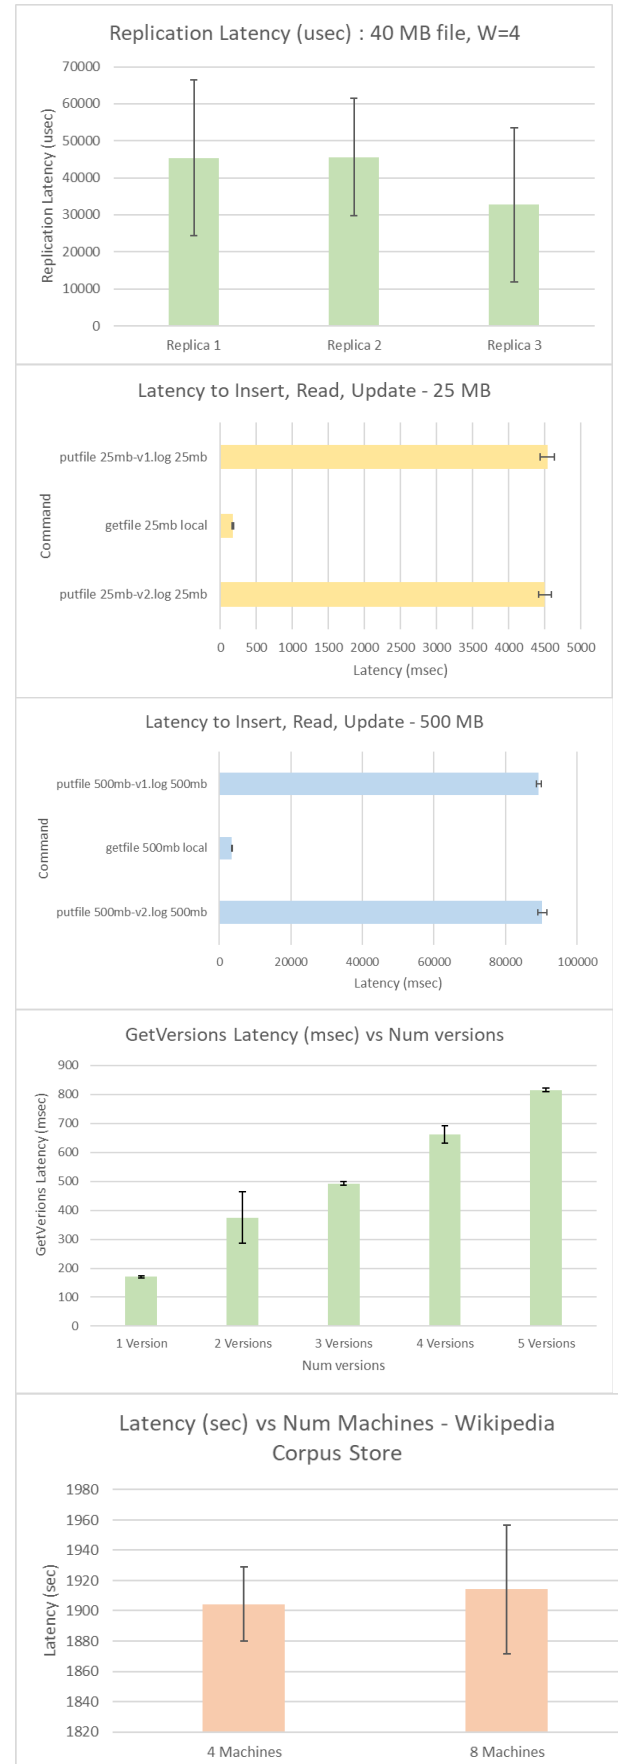 Replication Latency (usec) : 40 MB file, W=4
Replication Latency (usec)
70000
60000
50000
40000
30000
20000
10000
0
Replica 1 Replica 2 Replica 3
Latency to Insert, Read, Update - 25 MB
Command
putfile 25mb-v1.log 25mb
getfile 25mb local
putfile 25mb-v2.log 25mb
0 500 1000 1500 2000 2500 3000 3500 4000 4500 5000
Latency (msec)
Latency to Insert, Read, Update - 500 MB
Command
putfile 500mb-v1.log 500mb
getfile 500mb local
putfile 500mb-v2.log 500mb
0 20000 40000 60000 80000 100000
Latency (msec)
GetVersions Latency (msec) vs Num versions
GetVerions Latency (msec)
900
800
700
600
500
400
300
200
100
0
1 Version 2 Versions 3 Versions 4 Versions 5 Versions
Num versions
Latency (sec) vs Num Machines - Wikipedia
Corpus Store
Latency (sec)
1980
1960
1940
1920
1900
1880
1860
1840
1820
4 Machines 8 Machines